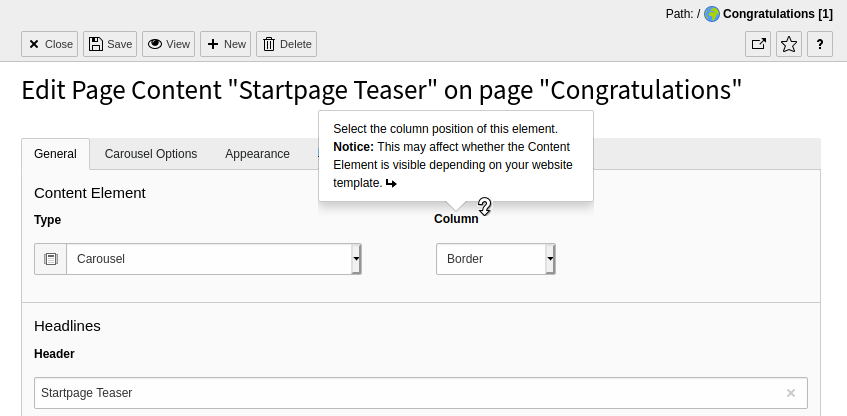 Path: / Congratulations [1]
Close Save View New Delete ?
Edit Page Content "Startpage Teaser" on page "Congratulations"
Select the column position of this element.
Notice: This may affect whether the Content
Element is visible depending on your website
template.
General Carousel Options Appearance
Content Element
Type Column
Carousel Border
Headlines
Header
Startpage Teaser